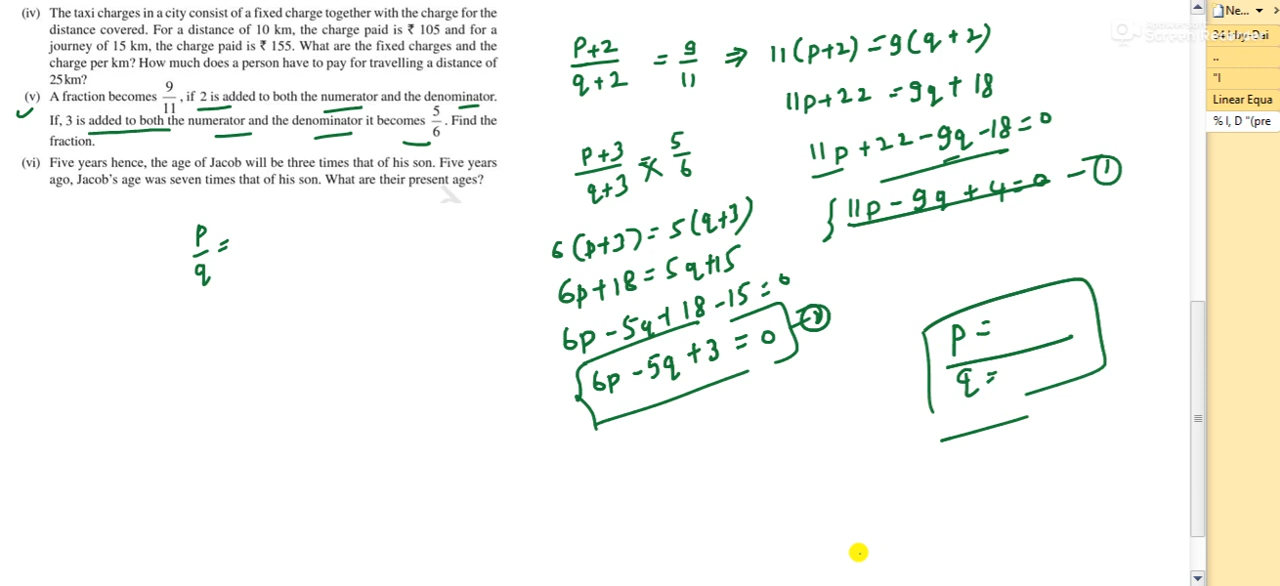 (iv) The taxi charges in a city consist of a fixed charge together with the charge for the
distance covered. For a distance of 10 km, the charge paid is ₹ 105 and for a
journey of 15 km, the charge paid is ₹ 155. What are the fixed charges and the
charge per km? How much does a person have to pay for travelling a distance of
25 km?
(v) A fraction becomes 9/11, if 2 is added to both the numerator and the denominator.
If, 3 is added to both the numerator and the denominator it becomes 5/6. Find the
fraction.
(vi) Five years hence, the age of Jacob will be three times that of his son. Five years
ago, Jacob's age was seven times that of his son. What are their present ages?
p/q =
P+2/q+2 = 9/11 ⇒ 11(p+2) = 9(q+2)
11p+22 = 9q+18
11p+22-9q-18=0
{ 11p - 9q + 4 = 0 - ①
p+3/q+3 = 5/6
6(p+3) = 5(q+3)
6p+18 = 5q+15
6p-5q+18-15=0
6p-5q+3=0 - ②
p =
q =
Ne...
..
"I
Linear Equa
% I, D "(pre